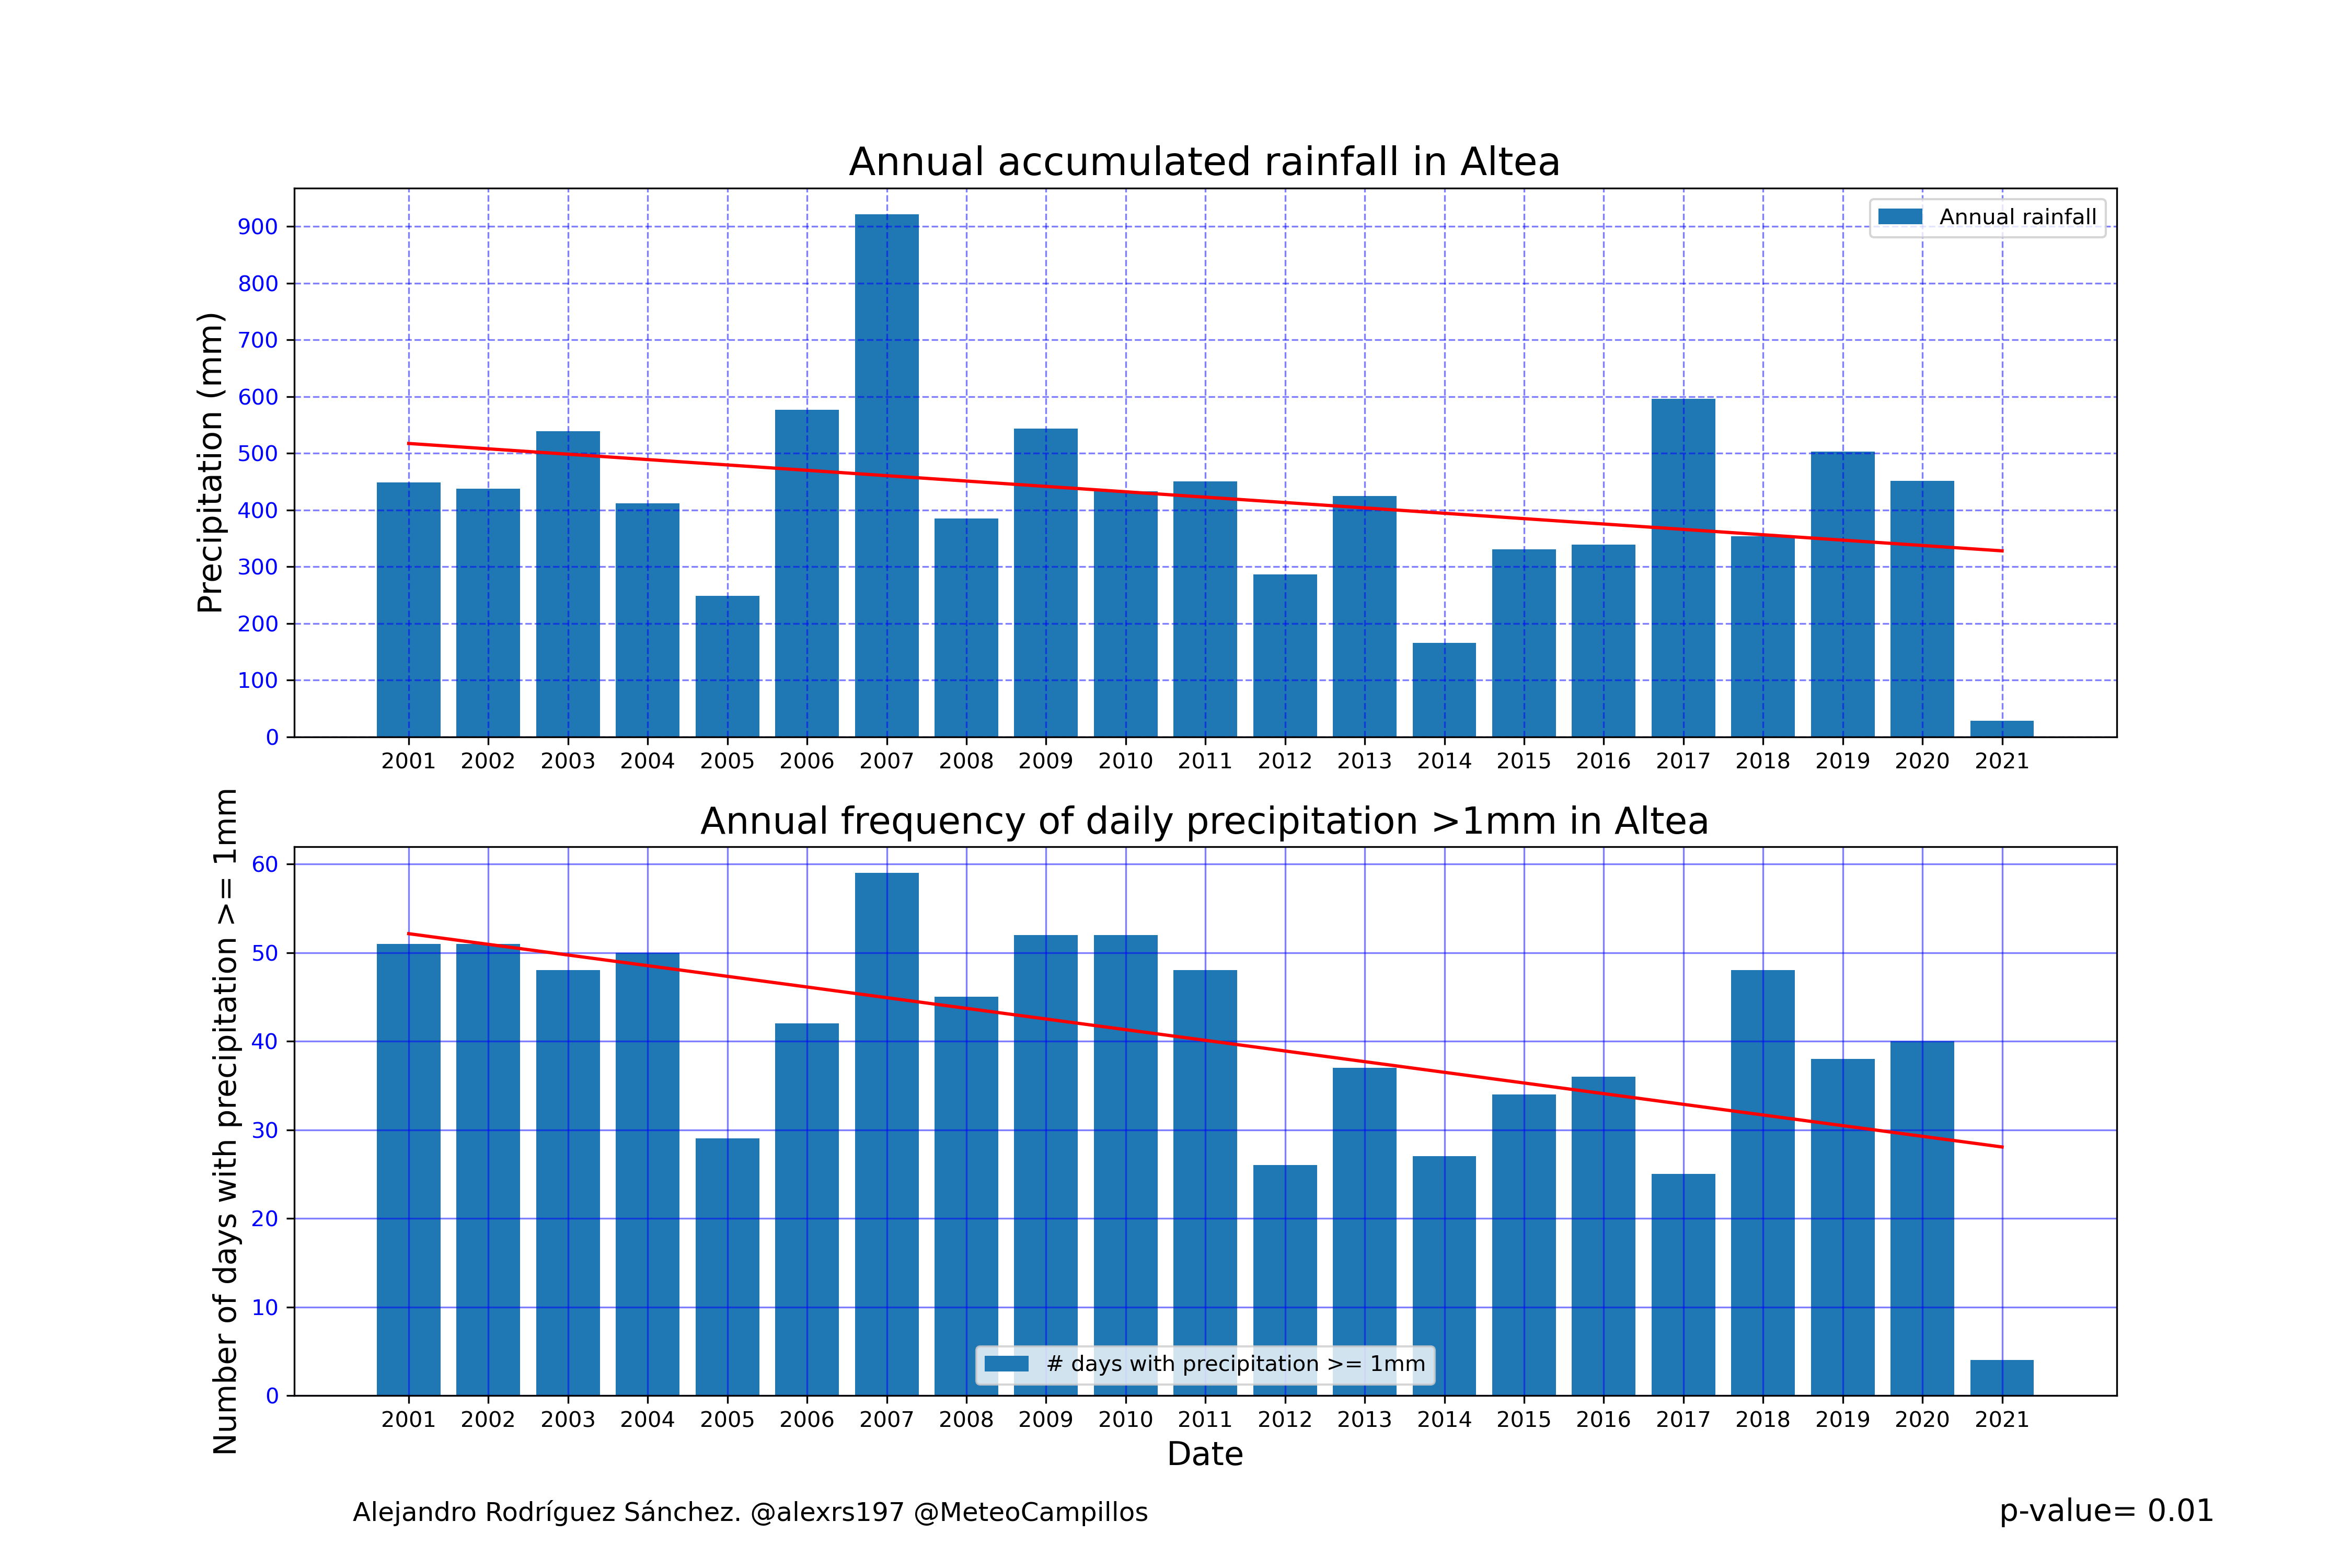 Annual accumulated rainfall in Altea
Annual rainfall
Precipitation (mm)
900
800
700
600
500
400
300
200
100
0
2001 2002 2003 2004 2005 2006 2007 2008 2009 2010 2011 2012 2013 2014 2015 2016 2017 2018 2019 2020 2021
Annual frequency of daily precipitation >1mm in Altea
Number of days with precipitation >= 1mm
60
50
40
30
20
10
0
# days with precipitation >= 1mm
2001 2002 2003 2004 2005 2006 2007 2008 2009 2010 2011 2012 2013 2014 2015 2016 2017 2018 2019 2020 2021
Date
Alejandro Rodríguez Sánchez. @alexrs197 @MeteoCampillos
p-value= 0.01